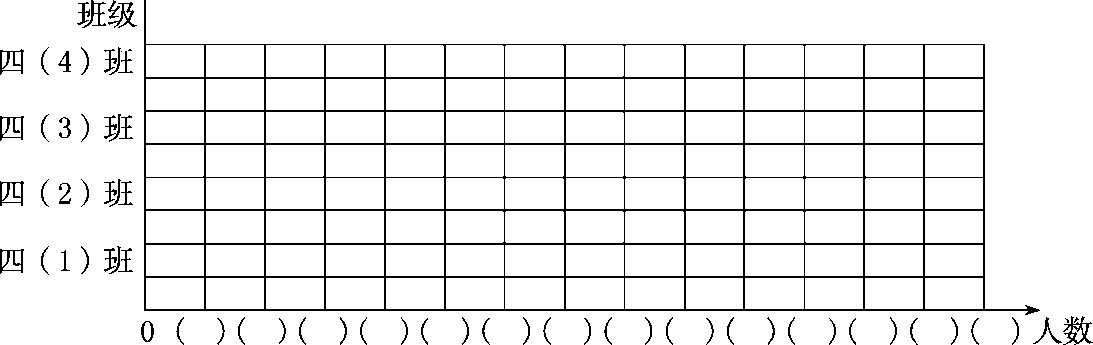 班级
四（4）班
四（3）班
四（2）班
四（1）班
0（　）（　）（　）（　）（　）（　）（　）（　）（　）（　）（　）（　）（　）（　）人数